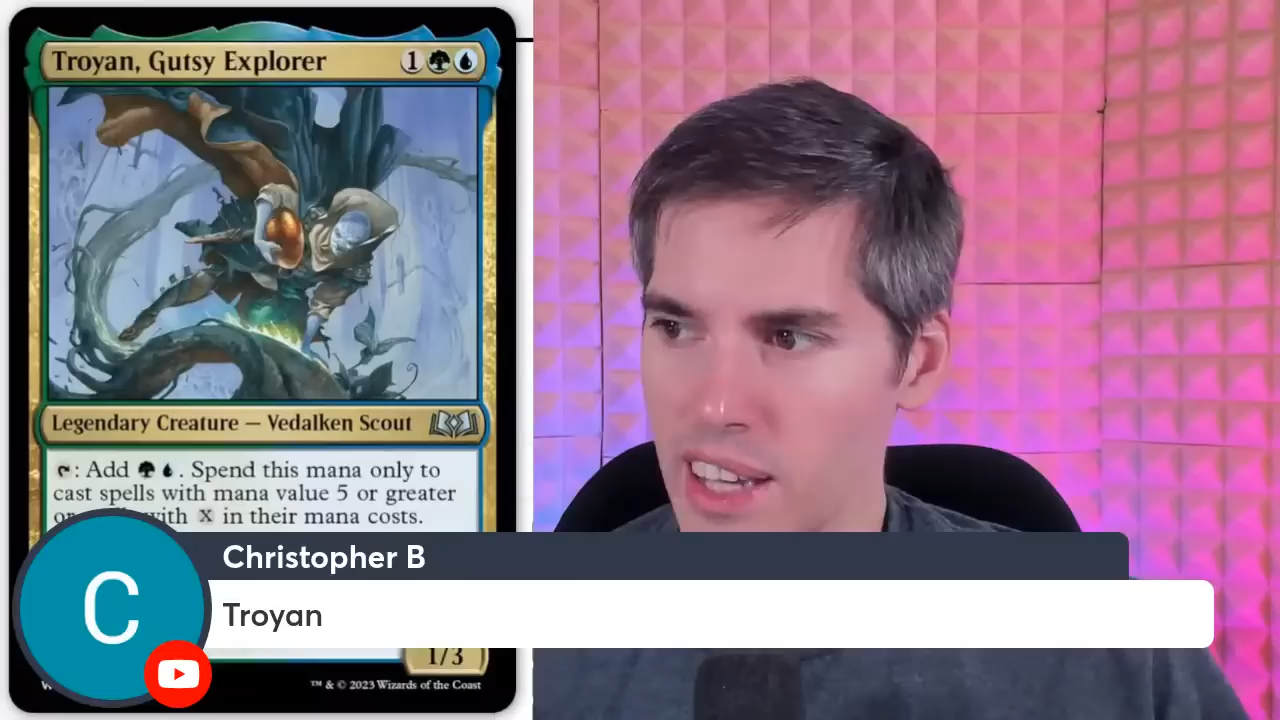 Troyan, Gutsy Explorer 1
Legendary Creature — Vedalken Scout
: Add . Spend this mana only to
cast spells with mana value 5 or greater
with X in their mana costs.
Christopher B
C
Troyan
1/3
™ & © 2023 Wizards of the Coast